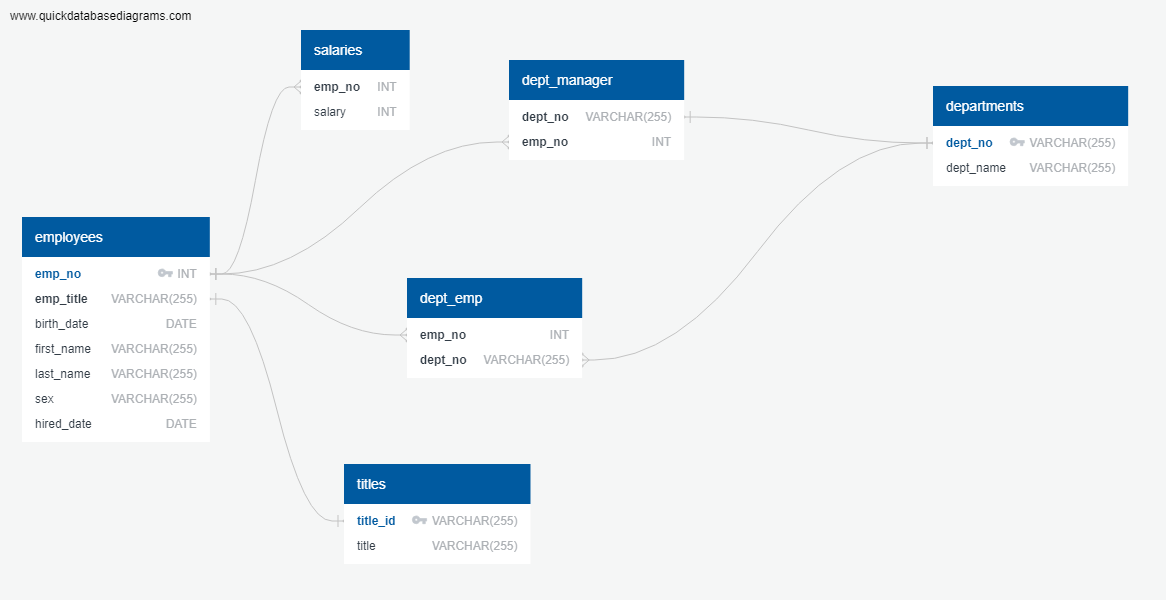 www.quickdatabasediagrams.com
salaries
emp_no INT
salary INT
dept_manager
dept_no VARCHAR(255)
emp_no INT
departments
dept_no VARCHAR(255)
dept_name VARCHAR(255)
employees
emp_no INT
emp_title VARCHAR(255)
birth_date DATE
first_name VARCHAR(255)
last_name VARCHAR(255)
sex VARCHAR(255)
hired_date DATE
dept_emp
emp_no INT
dept_no VARCHAR(255)
titles
title_id VARCHAR(255)
title VARCHAR(255)